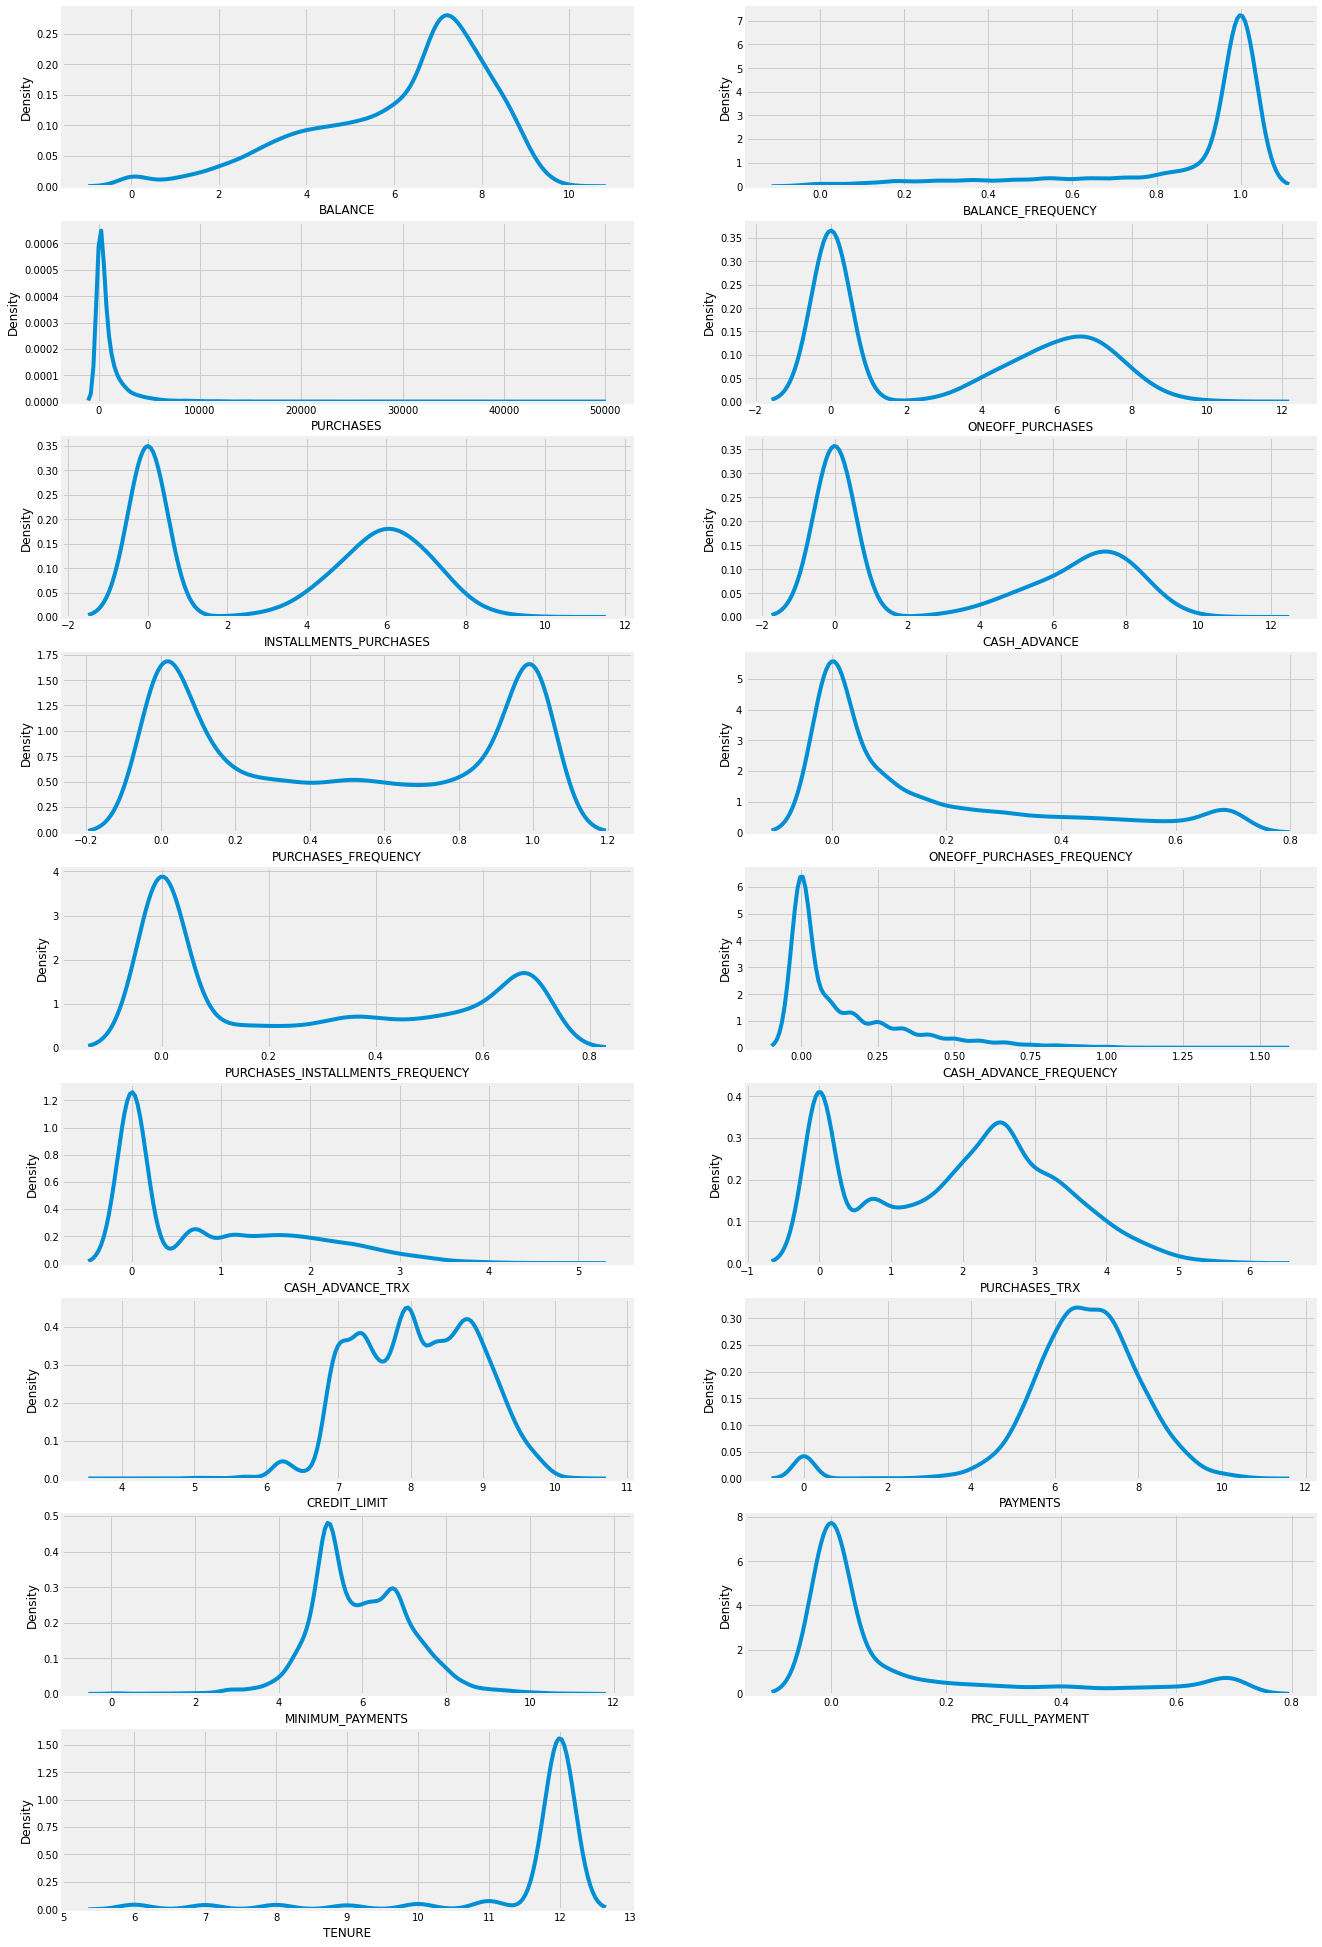 Density
0.25
0.20
0.15
0.10
0.05
0.00
0 2 4 6 8 10
BALANCE
Density
7
6
5
4
3
2
1
0
0.0 0.2 0.4 0.6 0.8 1.0
BALANCE_FREQUENCY
Density
0.0006
0.0005
0.0004
0.0003
0.0002
0.0001
0.0000
0 10000 20000 30000 40000 50000
PURCHASES
Density
0.35
0.30
0.25
0.20
0.15
0.10
0.05
0.00
−2 0 2 4 6 8 10 12
ONEOFF_PURCHASES
Density
0.35
0.30
0.25
0.20
0.15
0.10
0.05
0.00
−2 0 2 4 6 8 10 12
INSTALLMENTS_PURCHASES
Density
0.35
0.30
0.25
0.20
0.15
0.10
0.05
0.00
−2 0 2 4 6 8 10 12
CASH_ADVANCE
Density
1.75
1.50
1.25
1.00
0.75
0.50
0.25
0.00
−0.2 0.0 0.2 0.4 0.6 0.8 1.0 1.2
PURCHASES_FREQUENCY
Density
5
4
3
2
1
0
0.0 0.2 0.4 0.6 0.8
ONEOFF_PURCHASES_FREQUENCY
Density
4
3
2
1
0
0.0 0.2 0.4 0.6 0.8
PURCHASES_INSTALLMENTS_FREQUENCY
Density
6
5
4
3
2
1
0
0.00 0.25 0.50 0.75 1.00 1.25 1.50
CASH_ADVANCE_FREQUENCY
Density
1.2
1.0
0.8
0.6
0.4
0.2
0.0
0 1 2 3 4 5
CASH_ADVANCE_TRX
Density
0.4
0.3
0.2
0.1
0.0
−1 0 1 2 3 4 5 6
PURCHASES_TRX
Density
0.4
0.3
0.2
0.1
0.0
4 5 6 7 8 9 10 11
CREDIT_LIMIT
Density
0.30
0.25
0.20
0.15
0.10
0.05
0.00
0 2 4 6 8 10 12
PAYMENTS
Density
0.5
0.4
0.3
0.2
0.1
0.0
0 2 4 6 8 10 12
MINIMUM_PAYMENTS
Density
8
6
4
2
0
0.0 0.2 0.4 0.6 0.8
PRC_FULL_PAYMENT
Density
1.50
1.25
1.00
0.75
0.50
0.25
0.00
5 6 7 8 9 10 11 12 13
TENURE